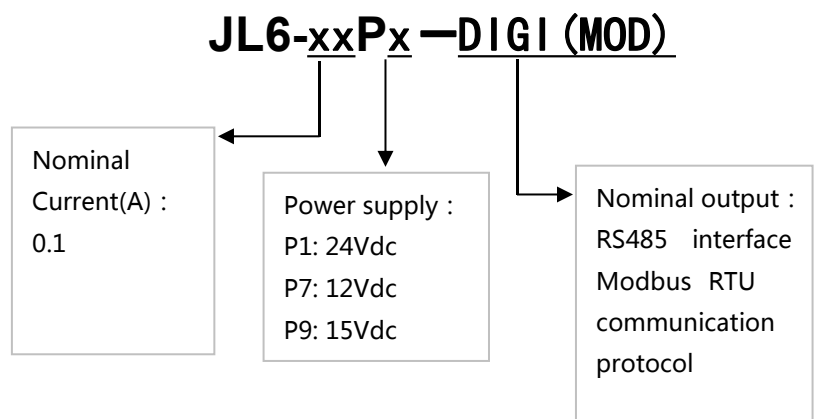 JL6-xxPx－DIGI(MOD)
Nominal
Current(A)：
0.1
Power supply：
P1: 24Vdc
P7: 12Vdc
P9: 15Vdc
Nominal output：
RS485 interface
Modbus RTU
communication
protocol